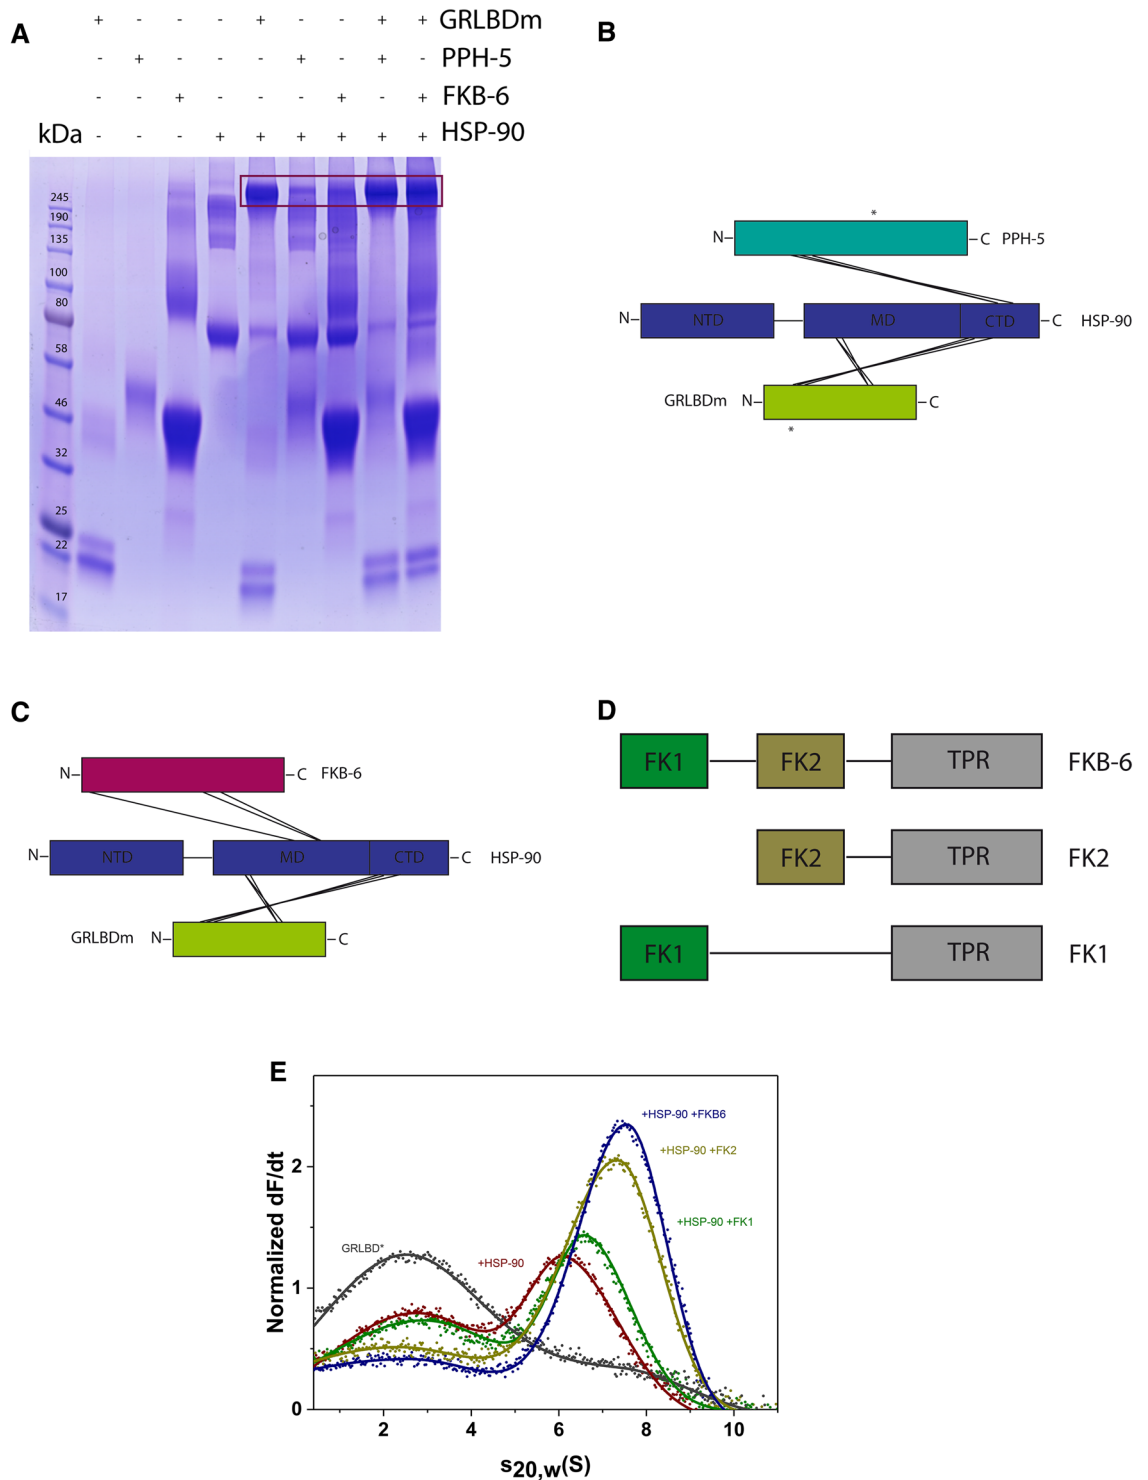 A
+ - - - + - - + + GRLBDm
- + - - - + - + - PPH-5
- - + - - - + - + FKB-6
kDa - - - + + + + + + HSP-90
245
190
135
100
80
58
46
32
25
22
17
B
*
N C PPH-5
N NTD MD CTD C HSP-90
GRLBDm N C
*
C
N C FKB-6
N NTD MD CTD C HSP-90
GRLBDm N C
D
FK1 FK2 TPR FKB-6
FK2 TPR FK2
FK1 TPR FK1
E
+HSP-90 +FKB6
+HSP-90 +FK2
+HSP-90 +FK1
GRLBD*
+HSP-90
Normalized dF/dt
2
1
0
2 4 6 8 10
s20,w(S)